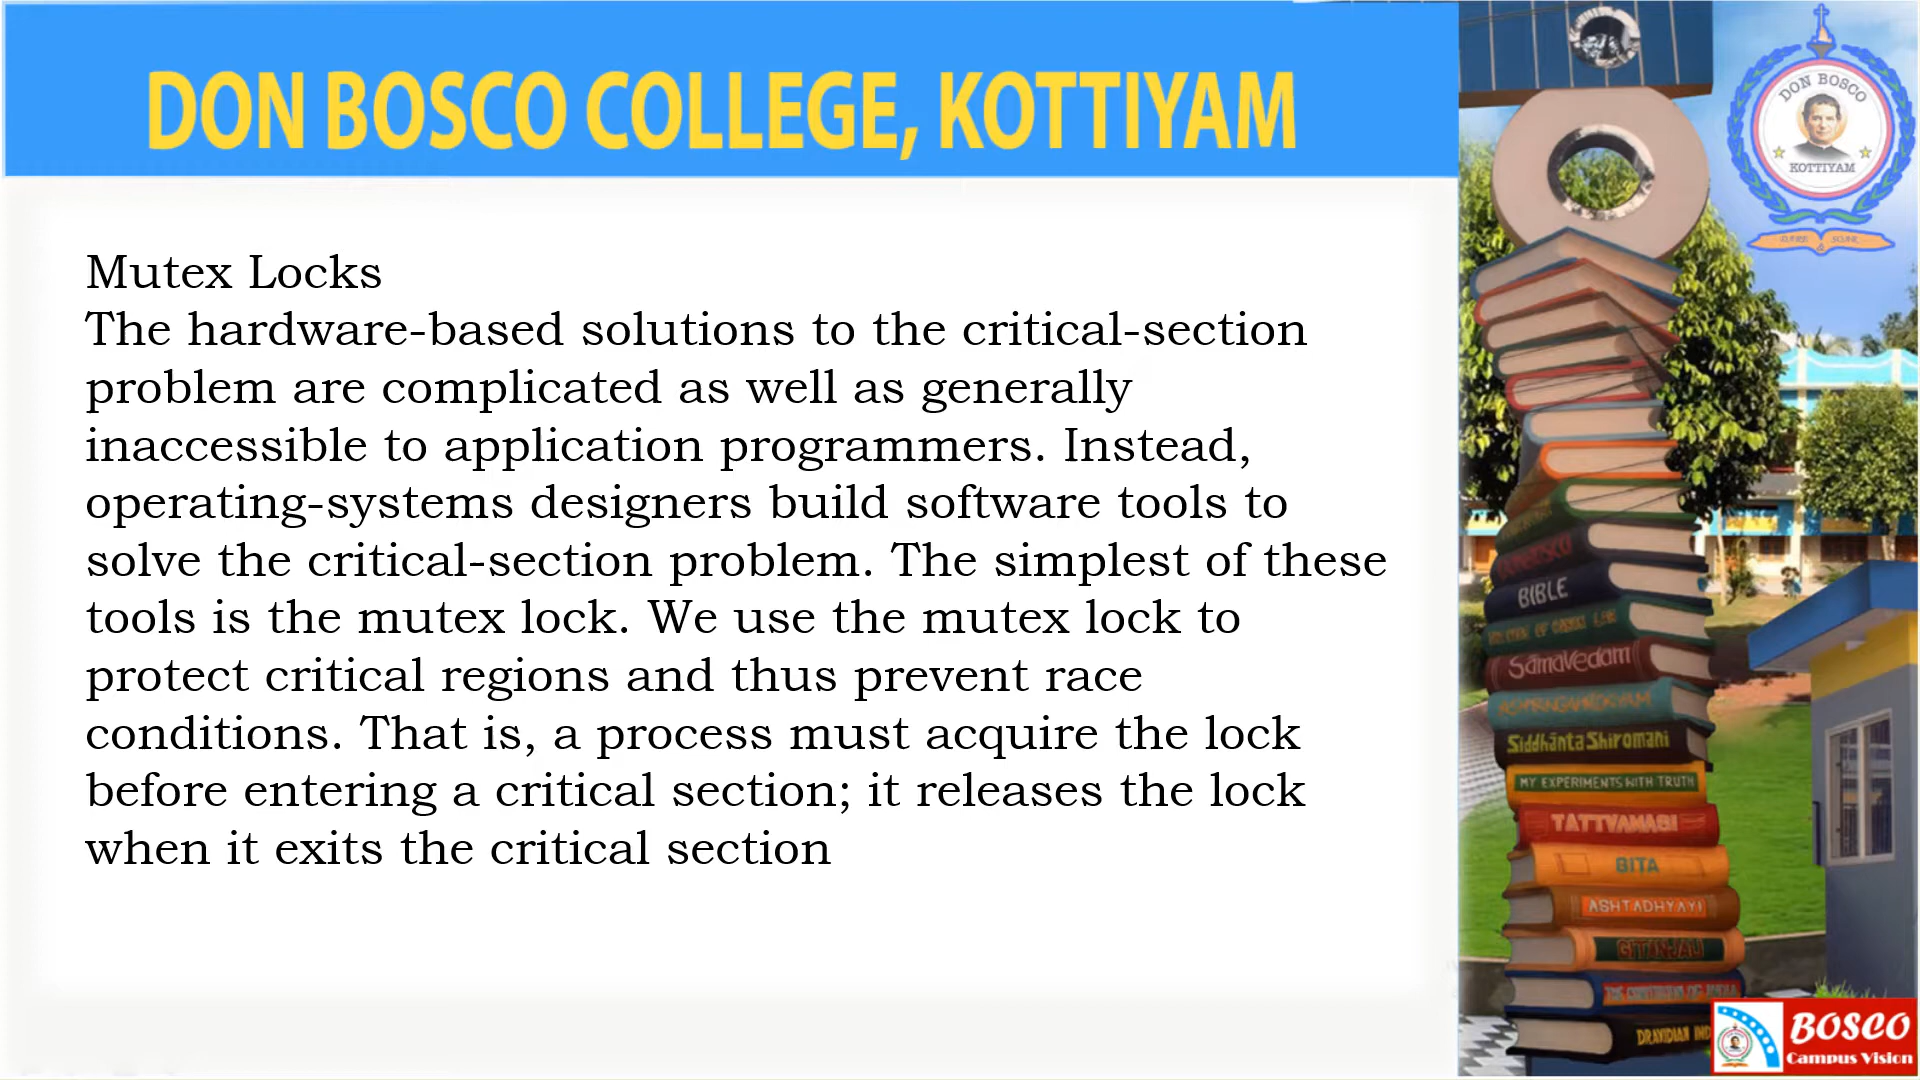 DON BOSCO COLLEGE, KOTTIYAM
Mutex Locks
The hardware-based solutions to the critical-section
problem are complicated as well as generally
inaccessible to application programmers. Instead,
operating-systems designers build software tools to
solve the critical-section problem. The simplest of these
tools is the mutex lock. We use the mutex lock to
protect critical regions and thus prevent race
conditions. That is, a process must acquire the lock
before entering a critical section; it releases the lock
when it exits the critical section
DON BOSCO
KOTTIYAM
BIBLE
SāmaVedam
Siddhānta Shiromani
MY EXPERIMENTS WITH TRUTH
TATTVAMASI
GITA
ASHTADHYAYI
GITANJALI
BOSCO
Campus Vision